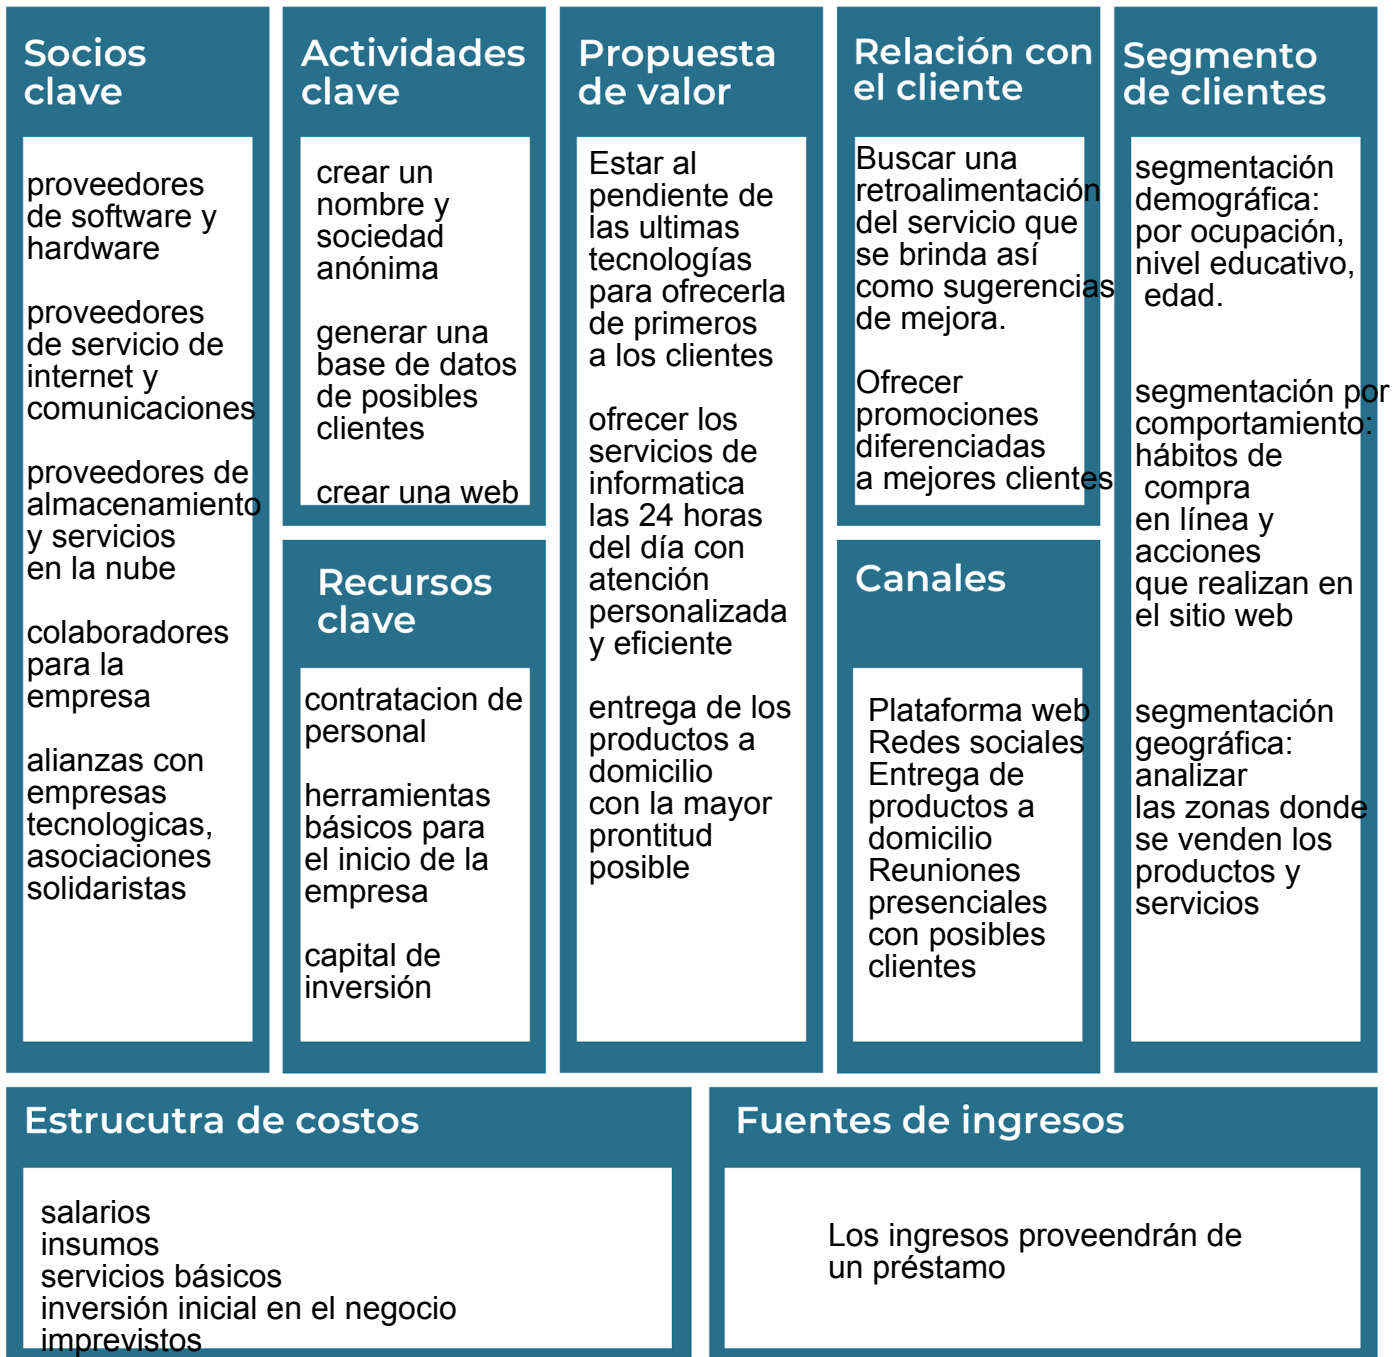 Socios
clave
proveedores
de software y
hardware
proveedores
de servicio de
internet y
comunicaciones
proveedores de
almacenamiento
y servicios
en la nube
colaboradores
para la
empresa
alianzas con
empresas
tecnologicas,
asociaciones
solidaristas
Actividades
clave
crear un
nombre y
sociedad
anónima
generar una
base de datos
de posibles
clientes
crear una web
Recursos
clave
contratacion de
personal
herramientas
básicos para
el inicio de la
empresa
capital de
inversión
Propuesta
de valor
Estar al
pendiente de
las ultimas
tecnologías
para ofrecerla
de primeros
a los clientes
ofrecer los
servicios de
informatica
las 24 horas
del día con
atención
personalizada
y eficiente
entrega de los
productos a
domicilio
con la mayor
prontitud
posible
Relación con
el cliente
Buscar una
retroalimentación
del servicio que
se brinda así
como sugerencias
de mejora.
Ofrecer
promociones
diferenciadas
a mejores clientes
Canales
Plataforma web
Redes sociales
Entrega de
productos a
domicilio
Reuniones
presenciales
con posibles
clientes
Segmento
de clientes
segmentación
demográfica:
por ocupación,
nivel educativo,
edad.
segmentación por
comportamiento:
hábitos de
compra
en línea y
acciones
que realizan en
el sitio web
segmentación
geográfica:
analizar
las zonas donde
se venden los
productos y
servicios
Estrucutra de costos
salarios
insumos
servicios básicos
inversión inicial en el negocio
imprevistos
Fuentes de ingresos
Los ingresos proveendrán de
un préstamo